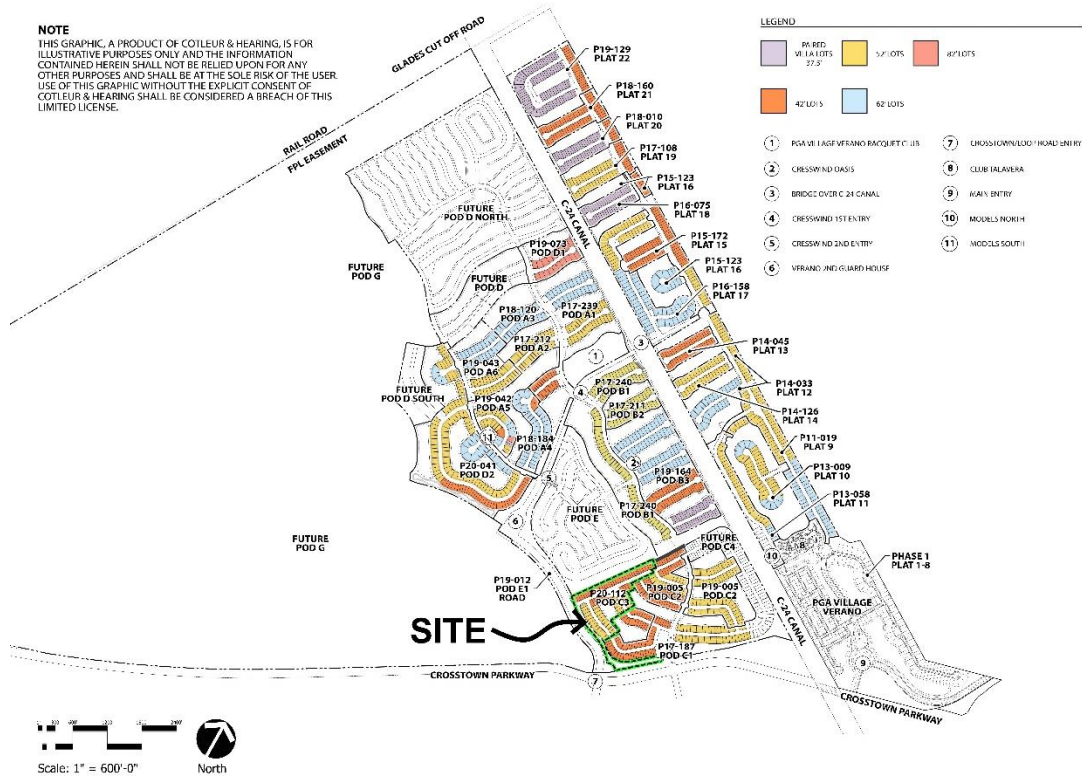 NOTE
THIS GRAPHIC, A PRODUCT OF COTLEUR & HEARING, IS FOR
ILLUSTRATIVE PURPOSES ONLY AND THE INFORMATION
CONTAINED HEREIN SHALL NOT BE RELIED UPON FOR ANY
OTHER PURPOSES AND SHALL BE AT THE SOLE RISK OF THE USER.
USE OF THIS GRAPHIC WITHOUT THE EXPLICIT CONSENT OF
COTLEUR & HEARING SHALL BE CONSIDERED A BREACH OF THIS
LIMITED LICENSE.
LEGEND
PAIRED
VILLA LOTS
37.5'
52' LOTS
82' LOTS
42' LOTS
62' LOTS
1 PGA VILLAGE VERANO RACQUET CLUB
2 CRESSWIND OASIS
3 BRIDGE OVER C-24 CANAL
4 CRESSWIND 1ST ENTRY
5 CRESSWIND 2ND ENTRY
6 VERANO 2ND GUARD HOUSE
7 CROSSTOWN/LOOP ROAD ENTRY
8 CLUB TALAVERA
9 MAIN ENTRY
10 MODELS NORTH
11 MODELS SOUTH
GLADES CUT OFF ROAD
RAIL ROAD
FPL EASEMENT
P19-129
PLAT 22
P18-160
PLAT 21
P18-010
PLAT 20
P17-108
PLAT 19
P15-123
PLAT 16
P16-075
PLAT 18
C-24 CANAL
FUTURE
POD D NORTH
P19-073
POD D1
P15-172
PLAT 15
FUTURE
POD G
FUTURE
POD D
P15-123
PLAT 16
P16-158
PLAT 17
P18-120
POD A3
P17-239
POD A1
P17-212
POD A2
3
P14-045
PLAT 13
P19-043
POD A6
1
FUTURE
POD D SOUTH
P14-033
PLAT 12
P17-240
POD B1
4
P19-042
POD A5
P17-211
POD B2
P14-126
PLAT 14
11
P18-184
POD A4
P11-019
PLAT 9
P20-041
POD D2
2
P19-164
POD B3
P13-009
PLAT 10
5
P13-058
PLAT 11
6
FUTURE
POD E
P17-240
POD B1
FUTURE
POD G
FUTURE
POD C4
8
10
PHASE 1
PLAT 1-8
P19-012
POD E1
ROAD
P20-112
POD C3
P19-005
POD C2
P19-005
POD C2
PGA VILLAGE
VERANO
C-24 CANAL
SITE
P17-187
POD C1
9
CROSSTOWN PARKWAY
7
CROSSTOWN PARKWAY
Scale: 1" = 600'-0"
North